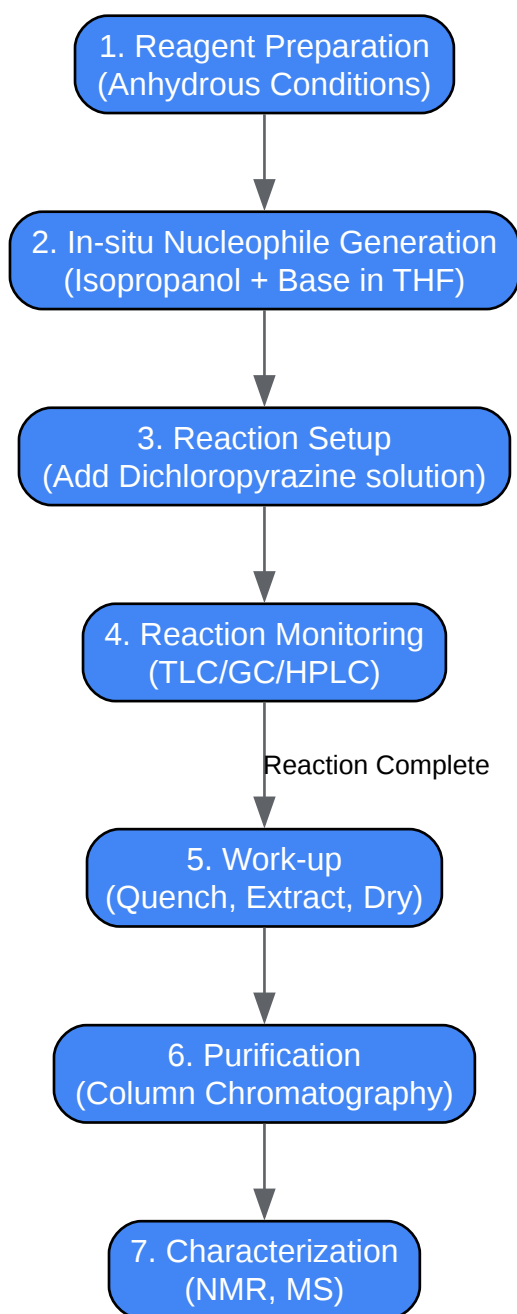 1. Reagent Preparation
(Anhydrous Conditions)
2. In-situ Nucleophile Generation
(Isopropanol + Base in THF)
3. Reaction Setup
(Add Dichloropyrazine solution)
4. Reaction Monitoring
(TLC/GC/HPLC)
Reaction Complete
5. Work-up
(Quench, Extract, Dry)
6. Purification
(Column Chromatography)
7. Characterization
(NMR, MS)